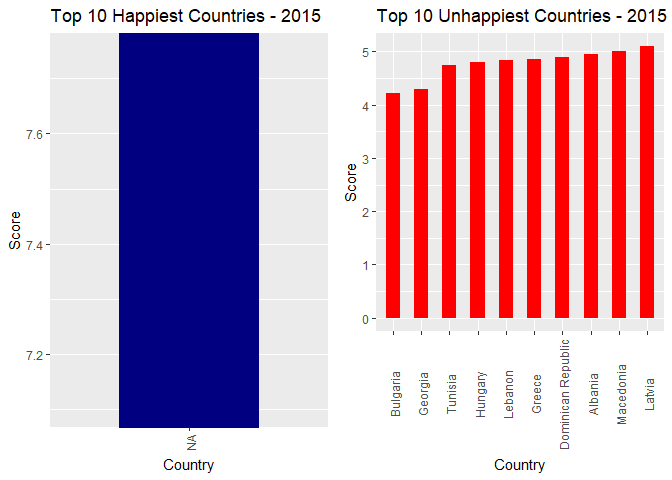 Top 10 Happiest Countries - 2015
Score
7.6
7.4
7.2
NA
Country
Top 10 Unhappiest Countries - 2015
Score
5
4
3
2
1
0
Bulgaria
Georgia
Tunisia
Hungary
Lebanon
Greece
Dominican Republic
Albania
Macedonia
Latvia
Country